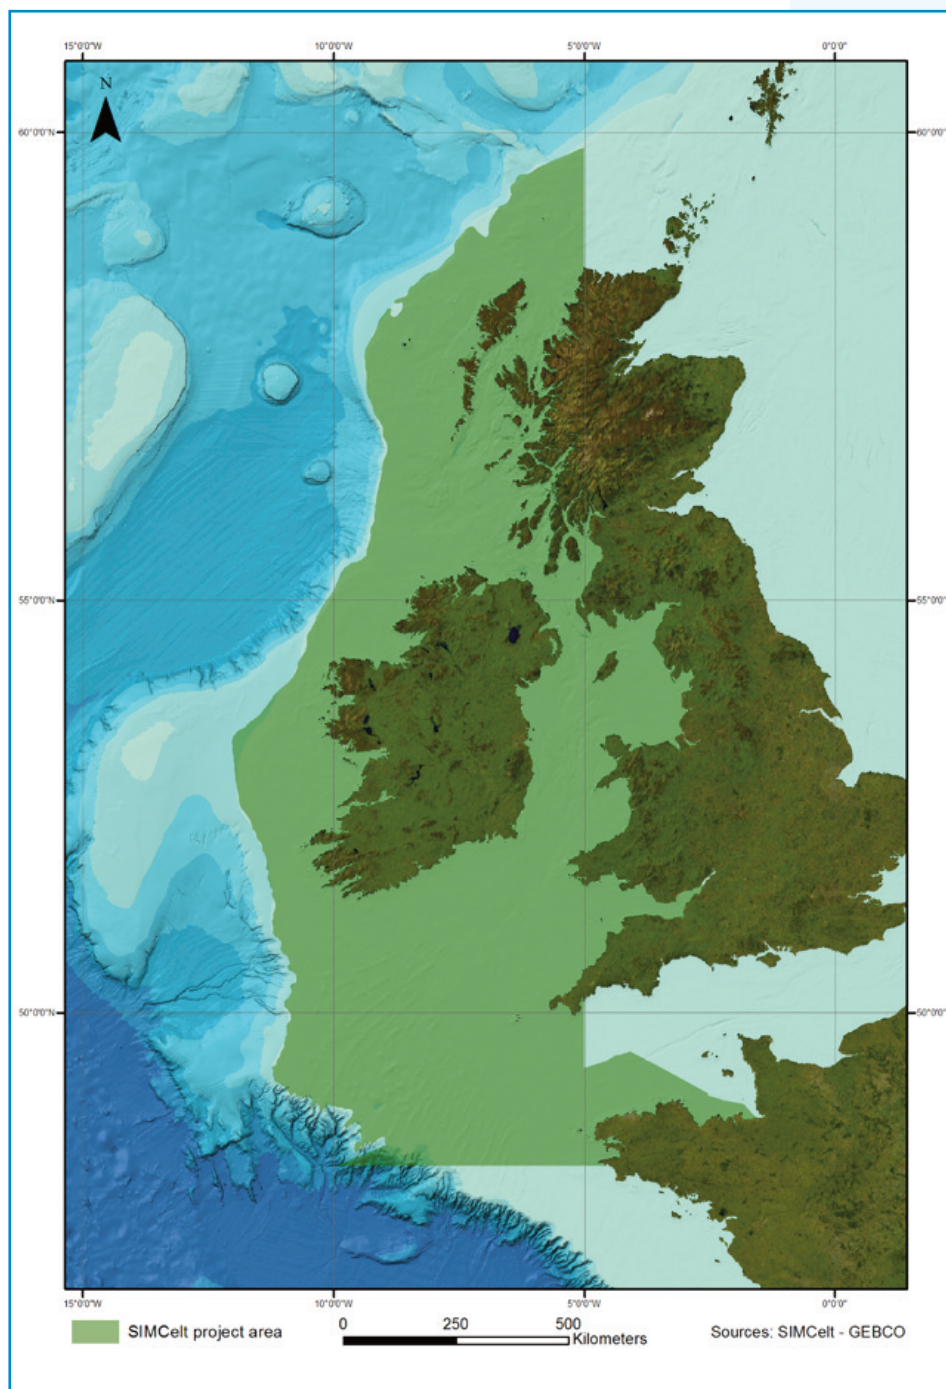 15°0'0"W 10°0'0"W 5°0'0"W 0°0'0"
N
60°0'0"N 60°0'0"N
55°0'0"N 55°0'0"N
50°0'0"N 50°0'0"N
15°0'0"W 10°0'0"W 5°0'0"W 0°0'0"
SIMCelt project area 0 250 500 Kilometers Sources: SIMCelt - GEBCO